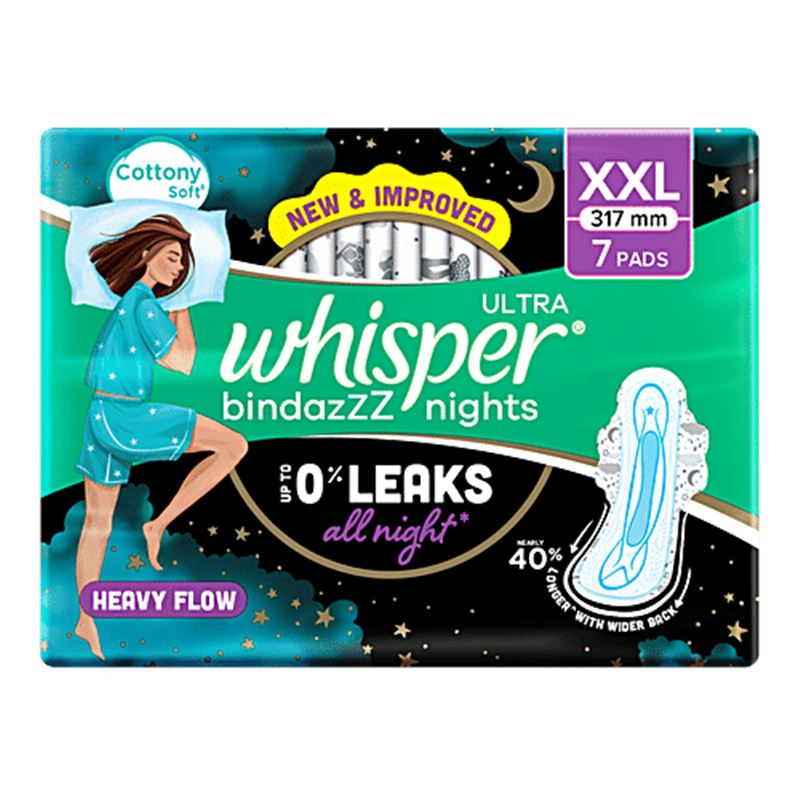 Cottony
Soft*
NEW & IMPROVED
XXL
317 mm
7 PADS
ULTRA
whisper®
bindazZZ nights
UP TO
0% LEAKS
all night*
NEARLY
40%
LONGER* WITH WIDER BACK
HEAVY FLOW